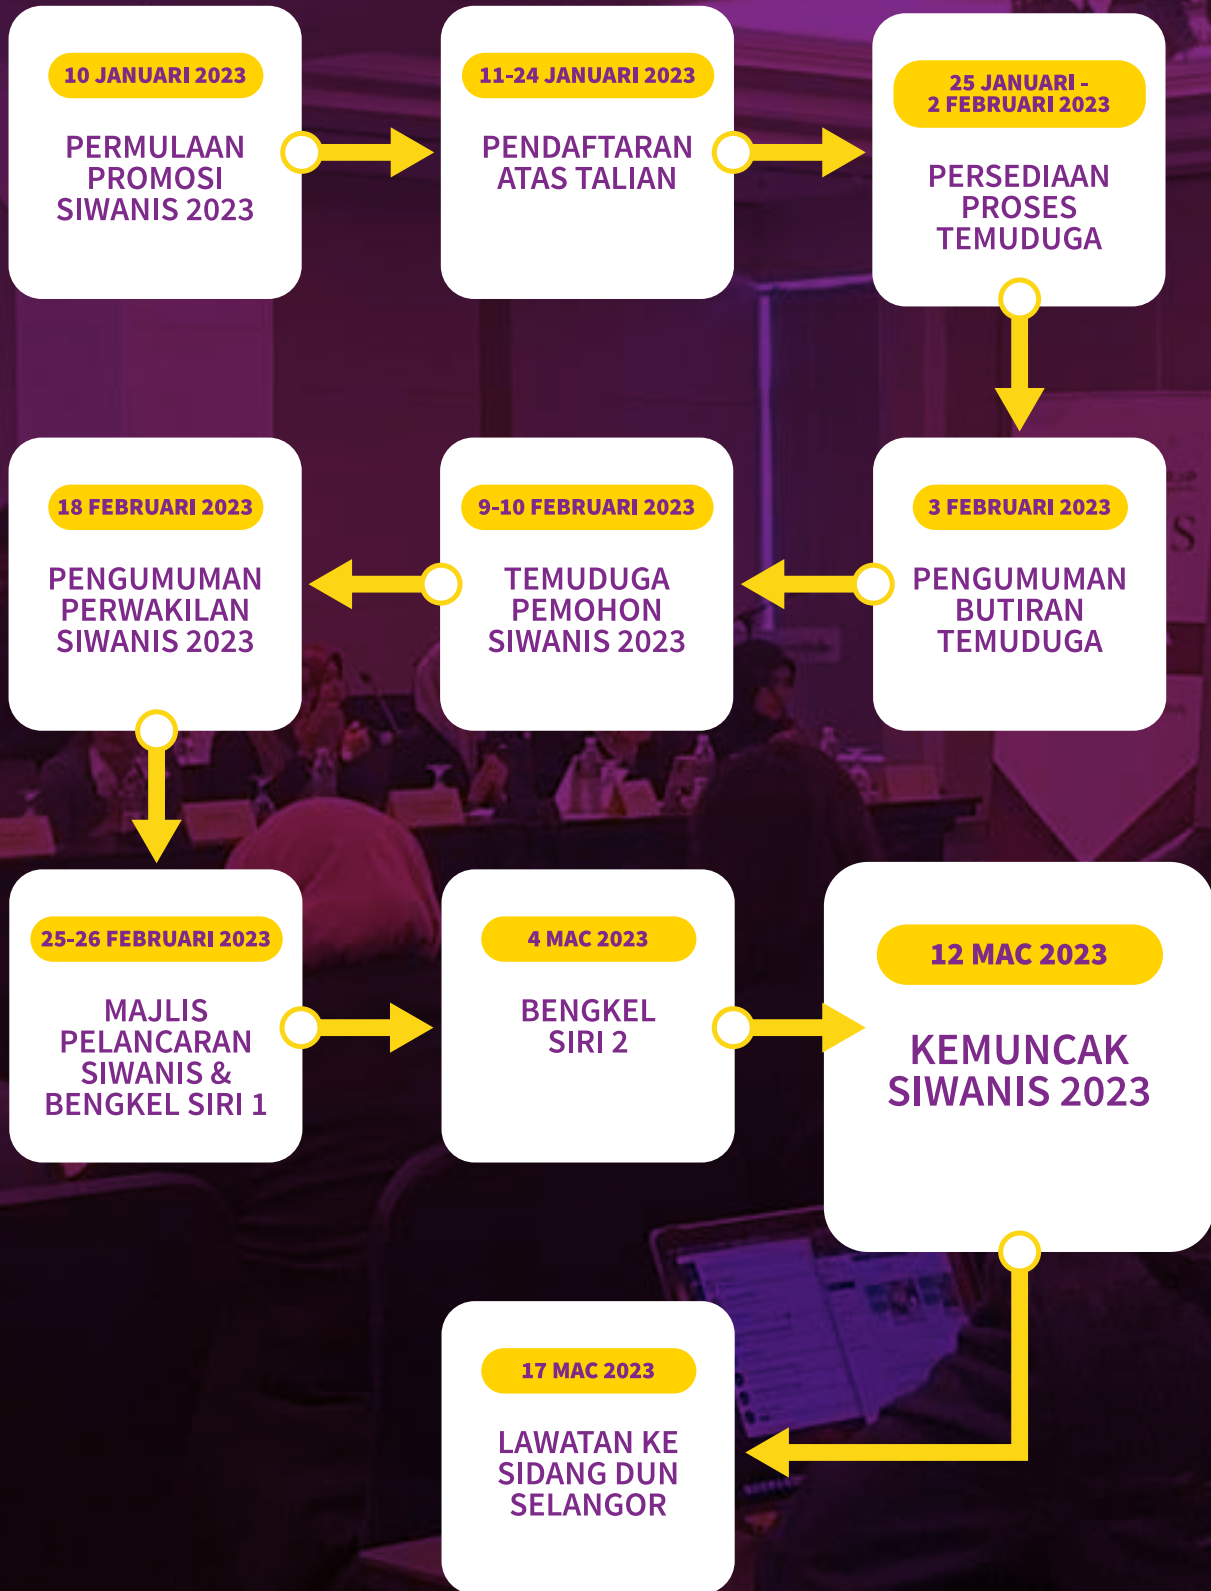 10 JANUARI 2023
PERMULAAN
PROMOSI
SIWANIS 2023
11-24 JANUARI 2023
PENDAFTARAN
ATAS TALIAN
25 JANUARI -
2 FEBRUARI 2023
PERSEDIAAN
PROSES
TEMUDUGA
3 FEBRUARI 2023
PENGUMUMAN
BUTIRAN
TEMUDUGA
9-10 FEBRUARI 2023
TEMUDUGA
PEMOHON
SIWANIS 2023
18 FEBRUARI 2023
PENGUMUMAN
PERWAKILAN
SIWANIS 2023
25-26 FEBRUARI 2023
MAJLIS
PELANCARAN
SIWANIS &
BENGKEL SIRI 1
4 MAC 2023
BENGKEL
SIRI 2
12 MAC 2023
KEMUNCAK
SIWANIS 2023
17 MAC 2023
LAWATAN KE
SIDANG DUN
SELANGOR